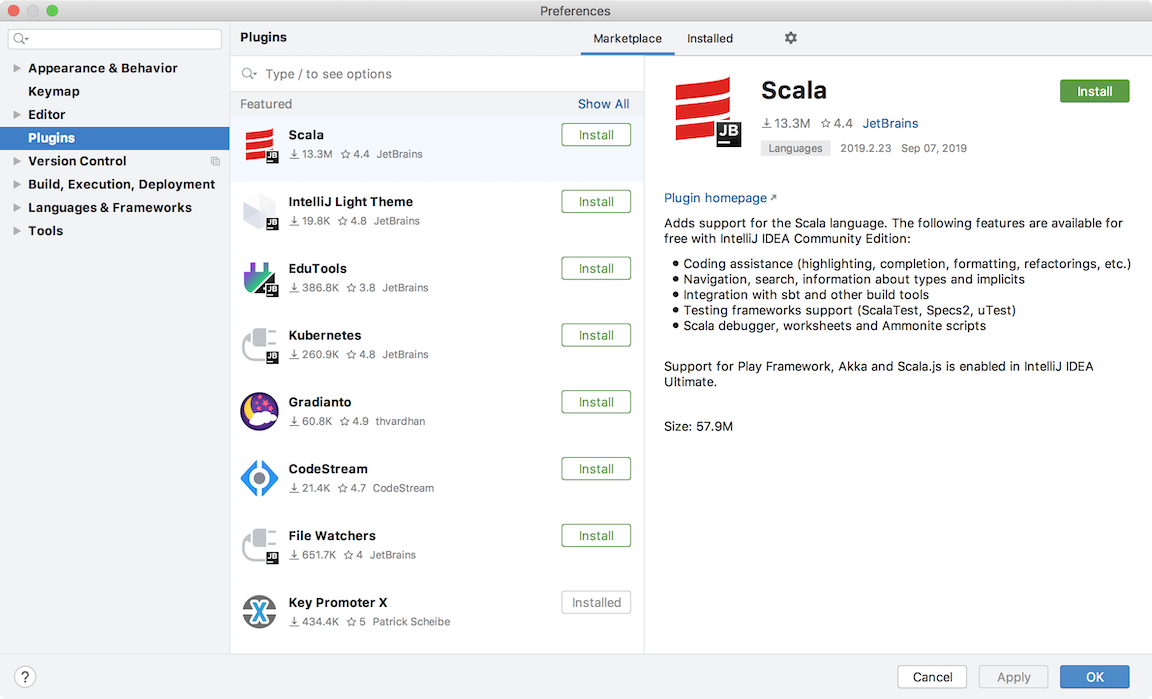 Preferences
Plugins
Marketplace
Installed
Appearance & Behavior
Keymap
Editor
Plugins
Version Control
Build, Execution, Deployment
Languages & Frameworks
Tools
Type / to see options
Featured
Show All
Scala
13.3M 4.4 JetBrains
Install
JB
IntelliJ Light Theme
19.8K 4.8 JetBrains
Install
JB
EduTools
386.8K 3.8 JetBrains
Install
JB
Kubernetes
260.9K 4.8 JetBrains
Install
JB
Gradianto
60.8K 4.9 thvardhan
Install
CodeStream
21.4K 4.7 CodeStream
Install
File Watchers
651.7K 4 JetBrains
Install
JB
Key Promoter X
434.4K 5 Patrick Scheibe
Installed
X
JB
Scala
Install
13.3M 4.4 JetBrains
Languages 2019.2.23 Sep 07, 2019
Plugin homepage
Adds support for the Scala language. The following features are available for
free with IntelliJ IDEA Community Edition:
• Coding assistance (highlighting, completion, formatting, refactorings, etc.)
• Navigation, search, information about types and implicits
• Integration with sbt and other build tools
• Testing frameworks support (ScalaTest, Specs2, uTest)
• Scala debugger, worksheets and Ammonite scripts
Support for Play Framework, Akka and Scala.js is enabled in IntelliJ IDEA
Ultimate.
Size: 57.9M
?
Cancel
Apply
OK